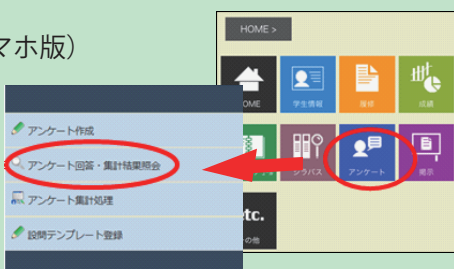 マホ版）
HOME >
OME
学生情報
履修
成績
シラバス
アンケート
掲示
etc.
の他
アンケート作成
アンケート回答・集計結果照会
アンケート集計処理
設問テンプレート登録